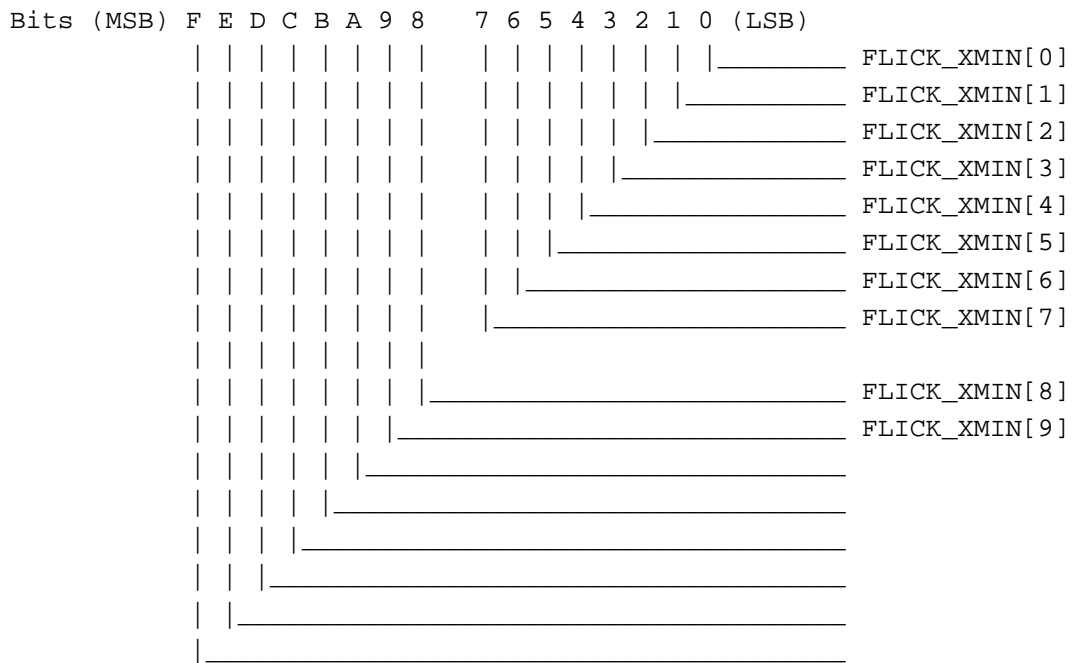 Bits (MSB) F E D C B A 9 8 7 6 5 4 3 2 1 0 (LSB)
FLICK_XMIN[0]
FLICK_XMIN[1]
FLICK_XMIN[2]
FLICK_XMIN[3]
FLICK_XMIN[4]
FLICK_XMIN[5]
FLICK_XMIN[6]
FLICK_XMIN[7]
FLICK_XMIN[8]
FLICK_XMIN[9]